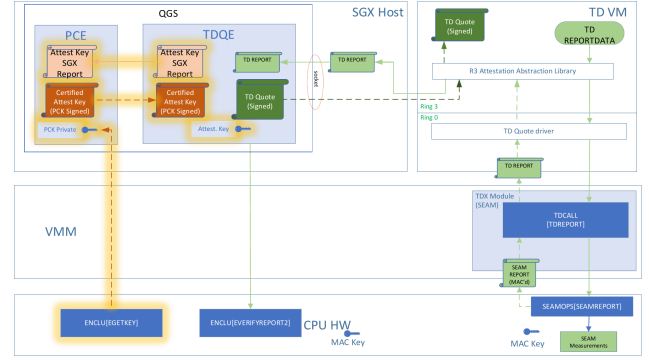 QGS
SGX Host
TD VM
PCE
TDQE
TD Quote
(Signed)
TD
REPORTDATA
Attest Key
SGX
Report
Attest Key
SGX
Report
TD REPORT
TD REPORT
socket
R3 Attestation Abstraction Library
Certified
Attest Key
(PCK Signed)
Certified
Attest Key
(PCK Signed)
TD Quote
(Signed)
Ring 3
Ring 0
PCK Private
Attest. Key
TD Quote driver
TD REPORT
TDX Module
(SEAM)
TDCALL
[TDREPORT]
VMM
SEAM
REPORT
(MAC'd)
ENCLU[EGETKEY]
ENCLU[EVERIFYREPORT2]
CPU HW
MAC Key
MAC Key
SEAMOPS[SEAMREPORT]
SEAM
Measurements